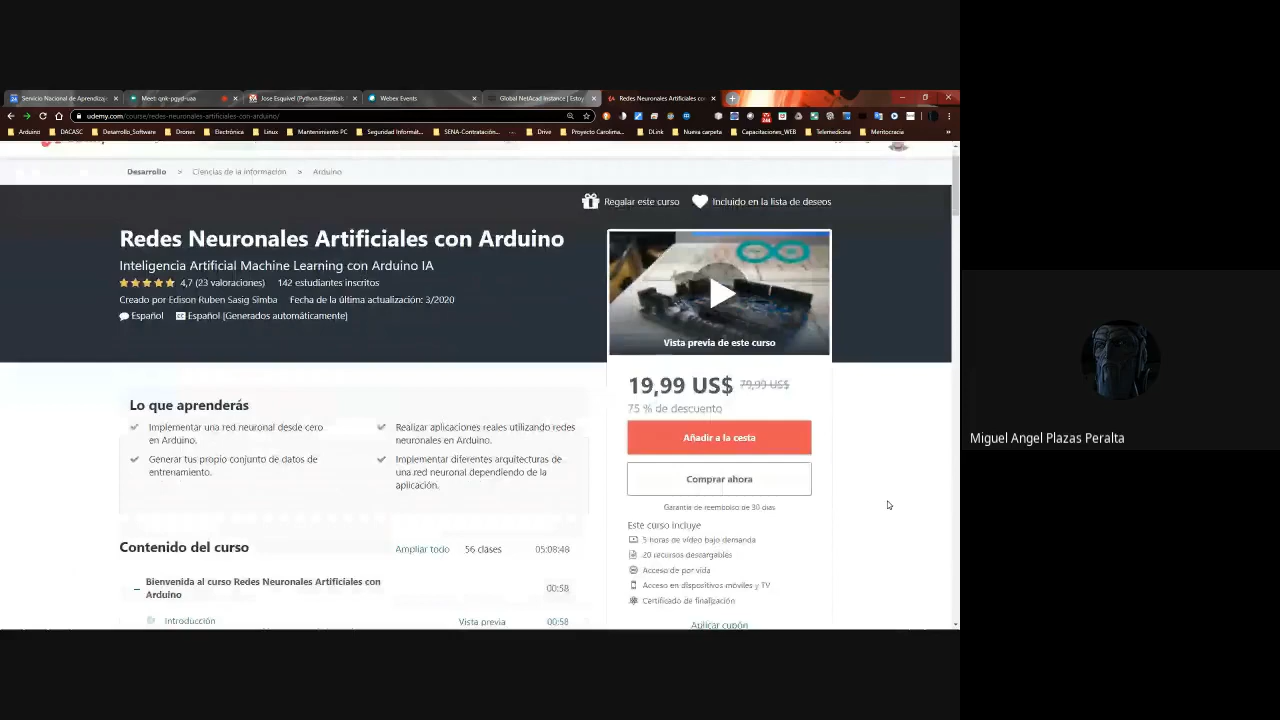 Servicio Nacional de Aprendizaj
Meet: qnk-pgyd-uaa
Jose Esquivel (Python Essentials
Webex Events
Global NetAcad Instance | Estoy
Redes Neuronales Artificiales co
udemy.com/course/redes-neuronales-artificiales-con-arduino/
Arduino
DACASC
Desarrollo_Software
Drones
Electrónica
Linux
Mantenimiento PC
Seguridad Informát...
SENA-Contratación...
Drive
Proyecto Carolina...
DLink
Nueva carpeta
Capacitaciones_WEB
Telemedicina
Meritocracia
Desarrollo > Ciencias de la información > Arduino
Regalar este curso
Incluido en la lista de deseos
Redes Neuronales Artificiales con Arduino
Inteligencia Artificial Machine Learning con Arduino IA
4,7 (23 valoraciones) 142 estudiantes inscritos
Creado por Edison Ruben Sasig Simba Fecha de la última actualización: 3/2020
Español Español [Generados automáticamente]
Vista previa de este curso
19,99 US$ 79,99 US$
75 % de descuento
Añadir a la cesta
Comprar ahora
Garantía de reembolso de 30 días
Este curso incluye
5 horas de vídeo bajo demanda
20 recursos descargables
Acceso de por vida
Acceso en dispositivos móviles y TV
Certificado de finalización
Aplicar cupón
Lo que aprenderás
Implementar una red neuronal desde cero
en Arduino.
Generar tus propio conjunto de datos de
entrenamiento.
Realizar aplicaciones reales utilizando redes
neuronales en Arduino.
Implementar diferentes arquitecturas de
una red neuronal dependiendo de la
aplicación.
Contenido del curso
Ampliar todo 56 clases 05:08:48
Bienvenida al curso Redes Neuronales Artificiales con
Arduino
00:58
Introducción Vista previa 00:58
Miguel Angel Plazas Peralta